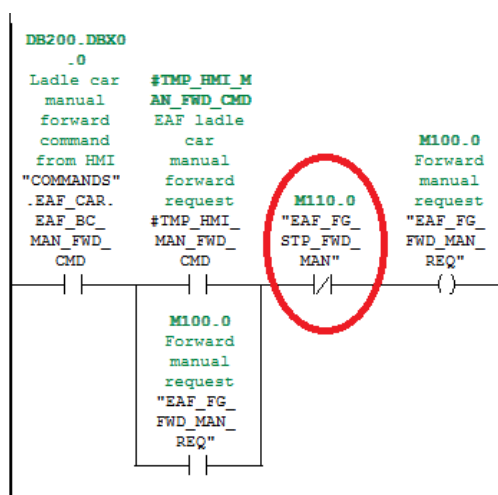 DB200.DBX0
.0
Ladle car
manual
forward
command
from HMI
"COMMANDS"
.EAF_CAR.
EAF_BC_
MAN_FWD_
CMD
#TMP_HMI_M
AN_FWD_CMD
EAF ladle
car
manual
forward
request
#TMP_HMI_
MAN_FWD_
CMD
M110.0
"EAF_FG_
STP_FWD_
MAN"
M100.0
Forward
manual
request
"EAF_FG_
FWD_MAN_
REQ"
M100.0
Forward
manual
request
"EAF_FG_
FWD_MAN_
REQ"